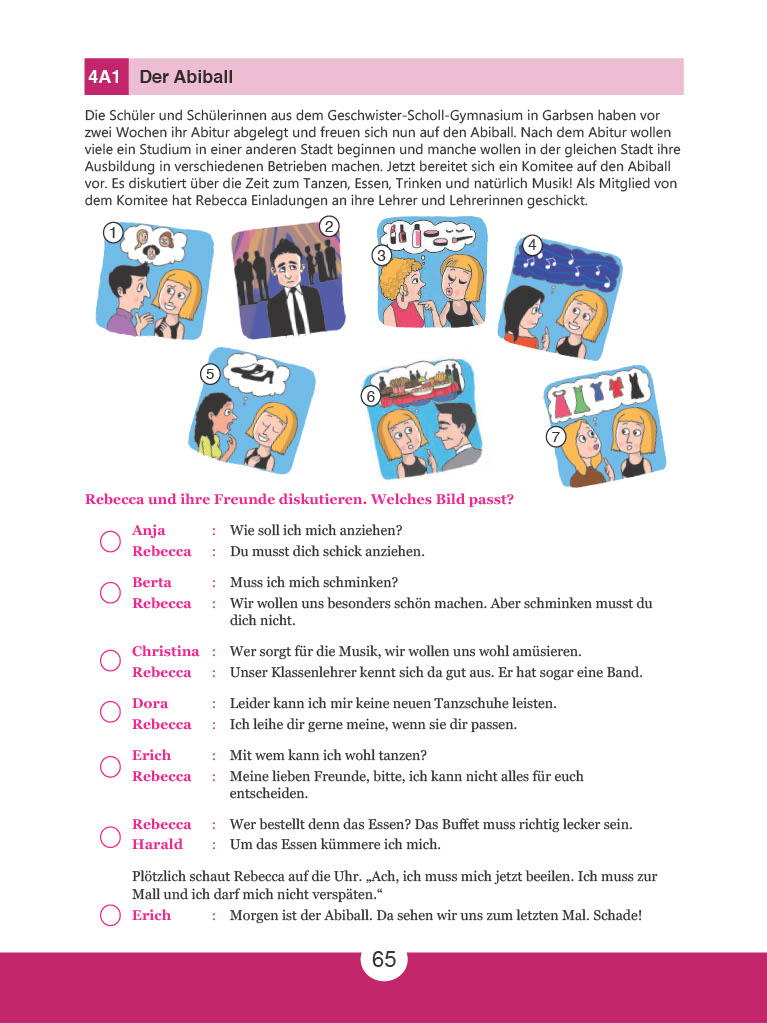 4A1 Der Abiball
Die Schüler und Schülerinnen aus dem Geschwister-Scholl-Gymnasium in Garbsen haben vor
zwei Wochen ihr Abitur abgelegt und freuen sich nun auf den Abiball. Nach dem Abitur wollen
viele ein Studium in einer anderen Stadt beginnen und manche wollen in der gleichen Stadt ihre
Ausbildung in verschiedenen Betrieben machen. Jetzt bereitet sich ein Komitee auf den Abiball
vor. Es diskutiert über die Zeit zum Tanzen, Essen, Trinken und natürlich Musik! Als Mitglied von
dem Komitee hat Rebecca Einladungen an ihre Lehrer und Lehrerinnen geschickt.
1
2
3
4
5
6
7
Rebecca und ihre Freunde diskutieren. Welches Bild passt?
Anja : Wie soll ich mich anziehen?
Rebecca : Du musst dich schick anziehen.
Berta : Muss ich mich schminken?
Rebecca : Wir wollen uns besonders schön machen. Aber schminken musst du
dich nicht.
Christina : Wer sorgt für die Musik, wir wollen uns wohl amüsieren.
Rebecca : Unser Klassenlehrer kennt sich da gut aus. Er hat sogar eine Band.
Dora : Leider kann ich mir keine neuen Tanzschuhe leisten.
Rebecca : Ich leihe dir gerne meine, wenn sie dir passen.
Erich : Mit wem kann ich wohl tanzen?
Rebecca : Meine lieben Freunde, bitte, ich kann nicht alles für euch
entscheiden.
Rebecca : Wer bestellt denn das Essen? Das Buffet muss richtig lecker sein.
Harald : Um das Essen kümmere ich mich.
Plötzlich schaut Rebecca auf die Uhr. „Ach, ich muss mich jetzt beeilen. Ich muss zur
Mall und ich darf mich nicht verspäten.“
Erich : Morgen ist der Abiball. Da sehen wir uns zum letzten Mal. Schade!
65